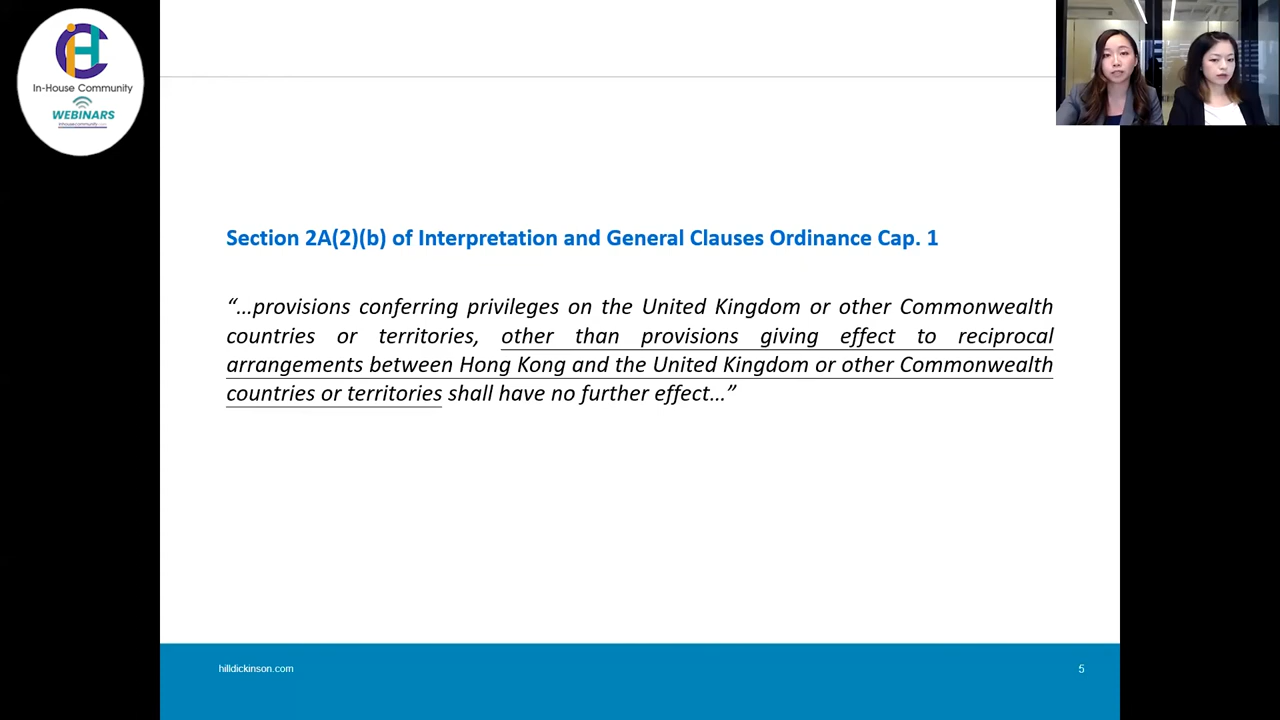 In-House Community
WEBINARS
Section 2A(2)(b) of Interpretation and General Clauses Ordinance Cap. 1
“…provisions conferring privileges on the United Kingdom or other Commonwealth
countries or territories, other than provisions giving effect to reciprocal
arrangements between Hong Kong and the United Kingdom or other Commonwealth
countries or territories shall have no further effect…”
hilldickinson.com
5